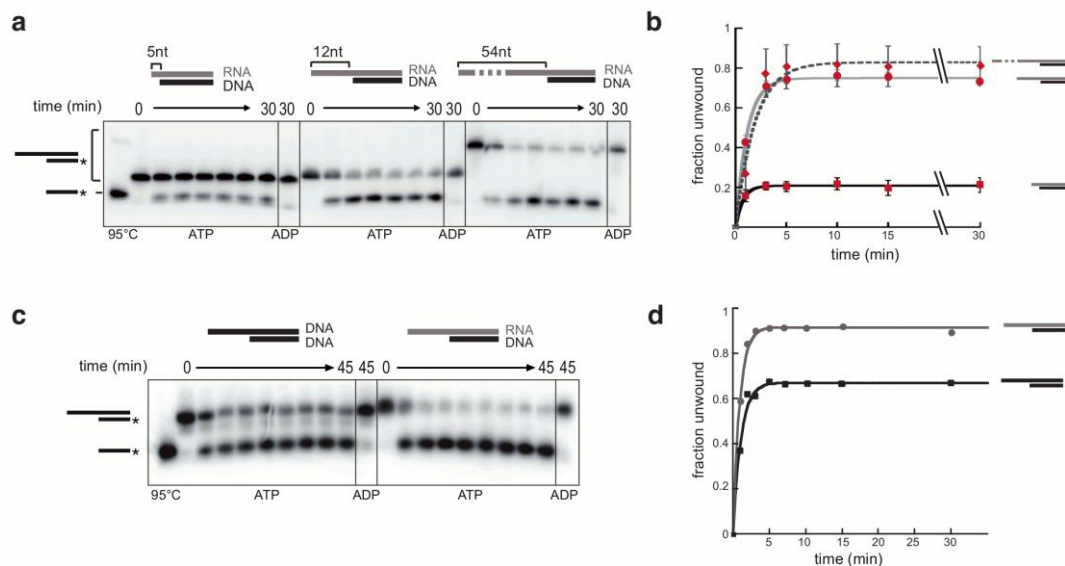 a
5nt
RNA
DNA
12nt
RNA
DNA
54nt
RNA
DNA
time (min) 0 30 30 0 30 30 0 30 30
*
*
95°C ATP ADP ATP ADP ATP ADP
b
fraction unwound
1
0.8
0.6
0.4
0.2
0
0 5 10 15 30
time (min)
c
DNA
DNA
RNA
DNA
time (min) 0 45 45 0 45 45
*
*
95°C ATP ADP ATP ADP
d
fraction unwound
1
0.8
0.6
0.4
0.2
0
5 10 15 20 25 30
time (min)